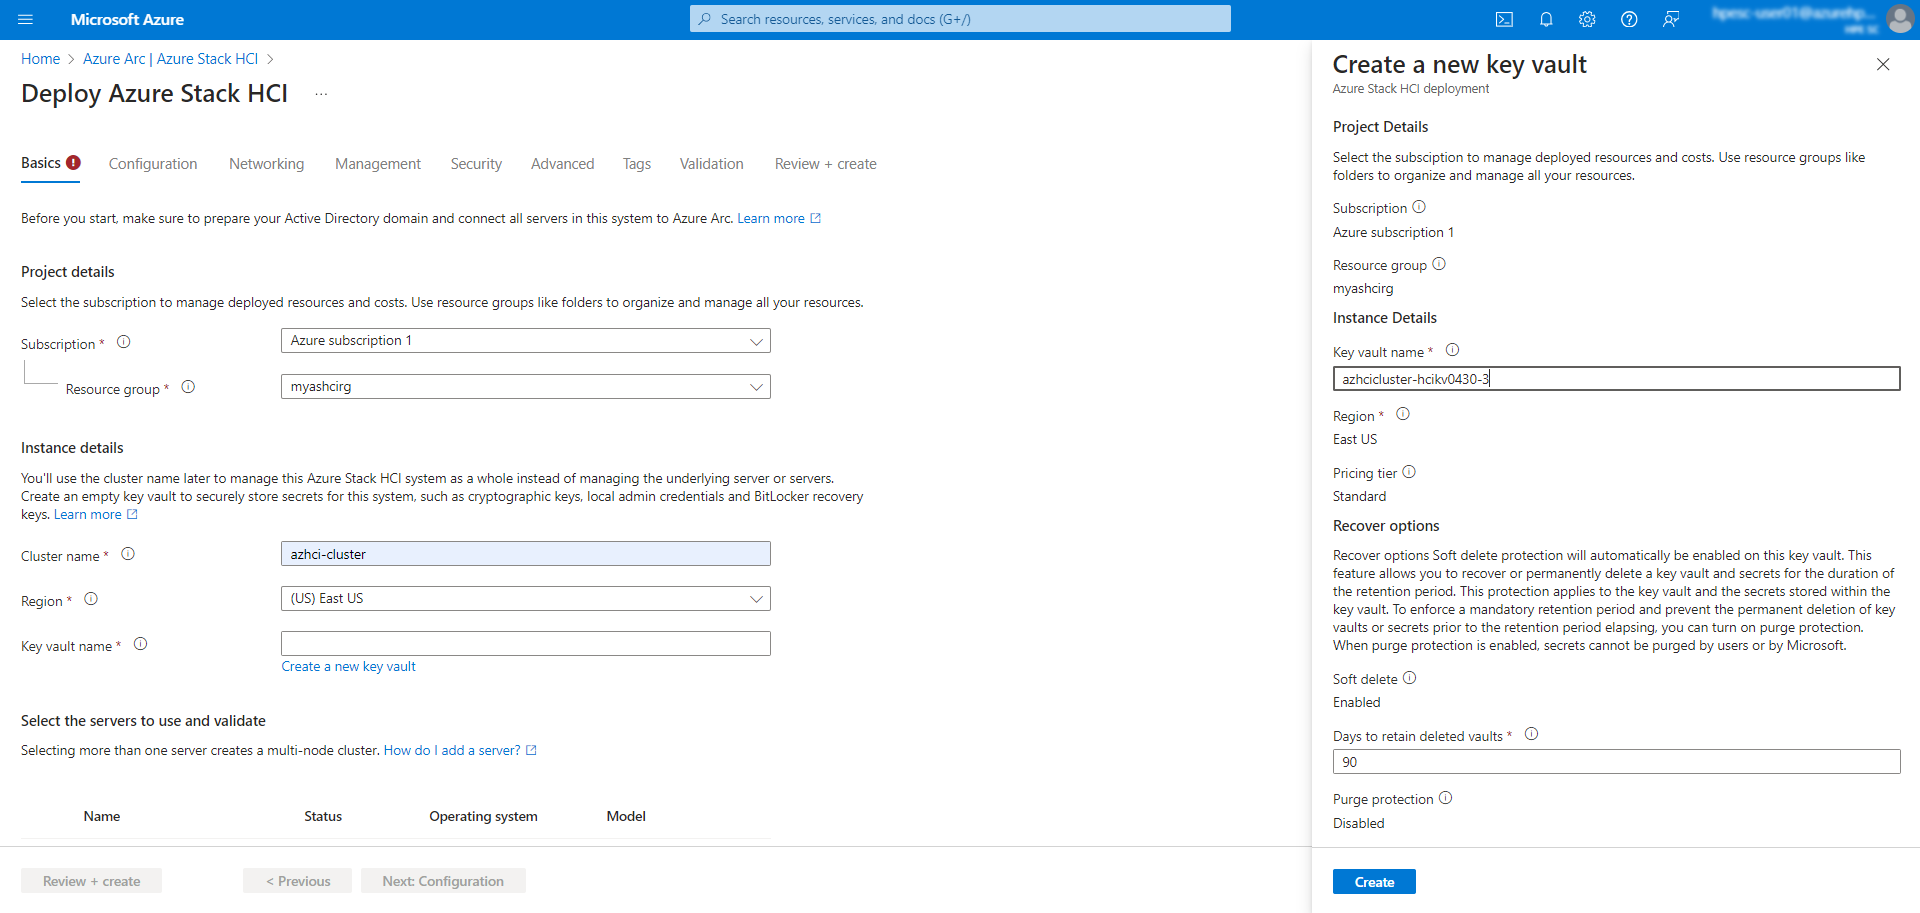 Microsoft Azure
Search resources, services, and docs (G+/)
Home > Azure Arc | Azure Stack HCI >
Deploy Azure Stack HCI ...
Basics Configuration Networking Management Security Advanced Tags Validation Review + create
Before you start, make sure to prepare your Active Directory domain and connect all servers in this system to Azure Arc. Learn more
Project details
Select the subscription to manage deployed resources and costs. Use resource groups like folders to organize and manage all your resources.
Subscription * Azure subscription 1
Resource group * myashcirg
Instance details
You'll use the cluster name later to manage this Azure Stack HCI system as a whole instead of managing the underlying server or servers.
Create an empty key vault to securely store secrets for this system, such as cryptographic keys, local admin credentials and BitLocker recovery
keys. Learn more
Cluster name * azhci-cluster
Region * (US) East US
Key vault name *
Create a new key vault
Select the servers to use and validate
Selecting more than one server creates a multi-node cluster. How do I add a server?
Name Status Operating system Model
Review + create < Previous Next: Configuration
Create a new key vault
Azure Stack HCI deployment
Project Details
Select the subsciption to manage deployed resources and costs. Use resource groups like
folders to organize and manage all your resources.
Subscription
Azure subscription 1
Resource group
myashcirg
Instance Details
Key vault name *
azhcicluster-hcikv0430-3
Region *
East US
Pricing tier
Standard
Recover options
Recover options Soft delete protection will automatically be enabled on this key vault. This
feature allows you to recover or permanently delete a key vault and secrets for the duration of
the retention period. This protection applies to the key vault and the secrets stored within the
key vault. To enforce a mandatory retention period and prevent the permanent deletion of key
vaults or secrets prior to the retention period elapsing, you can turn on purge protection.
When purge protection is enabled, secrets cannot be purged by users or by Microsoft.
Soft delete
Enabled
Days to retain deleted vaults *
90
Purge protection
Disabled
Create